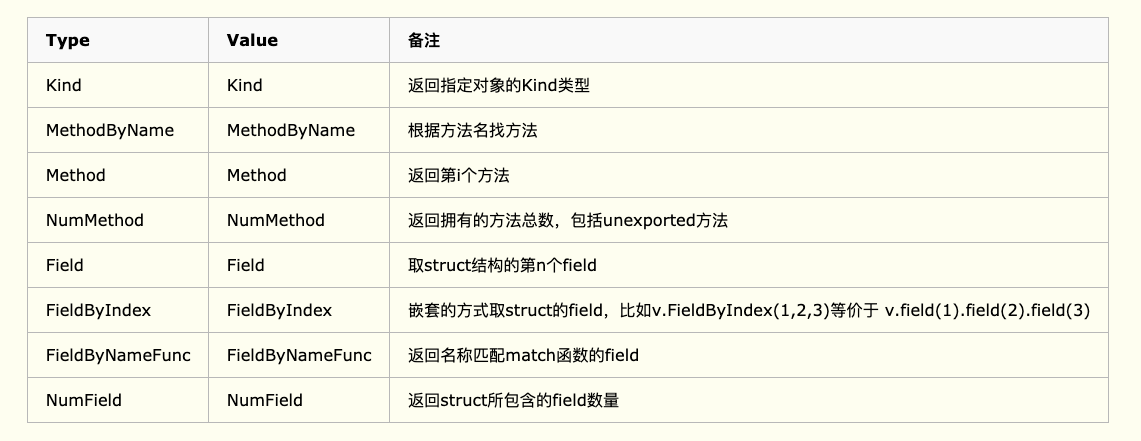 Type Value 备注
Kind Kind 返回指定对象的Kind类型
MethodByName MethodByName 根据方法名找方法
Method Method 返回第i个方法
NumMethod NumMethod 返回拥有的方法总数，包括unexported方法
Field Field 取struct结构的第n个field
FieldByIndex FieldByIndex 嵌套的方式取struct的field，比如v.FieldByIndex(1,2,3)等价于 v.field(1).field(2).field(3)
FieldByNameFunc FieldByNameFunc 返回名称匹配match函数的field
NumField NumField 返回struct所包含的field数量